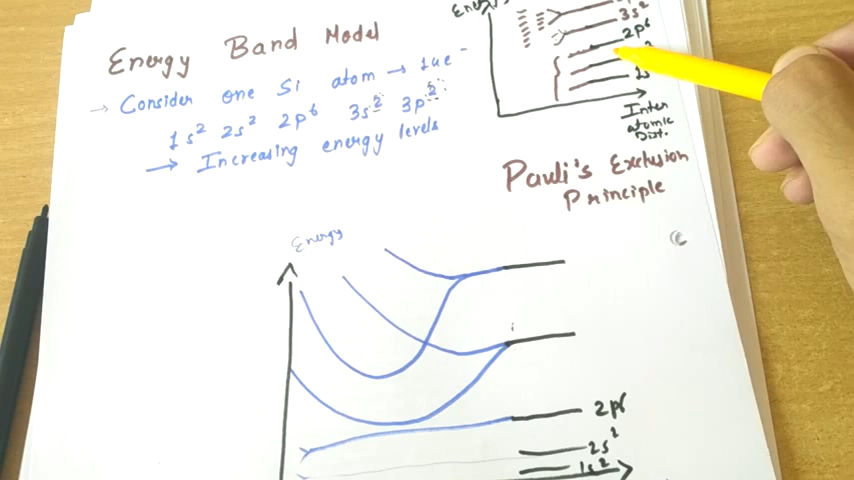 Energy Band Model
→ Consider one Si atom → 14e⁻
1s² 2s² 2p⁶ 3s² 3p²
→ Increasing energy levels
3s²
2p⁶
Inter
atomic
Dist.
Pauli's Exclusion
Principle
Energy
2p⁶
2s²
1s²